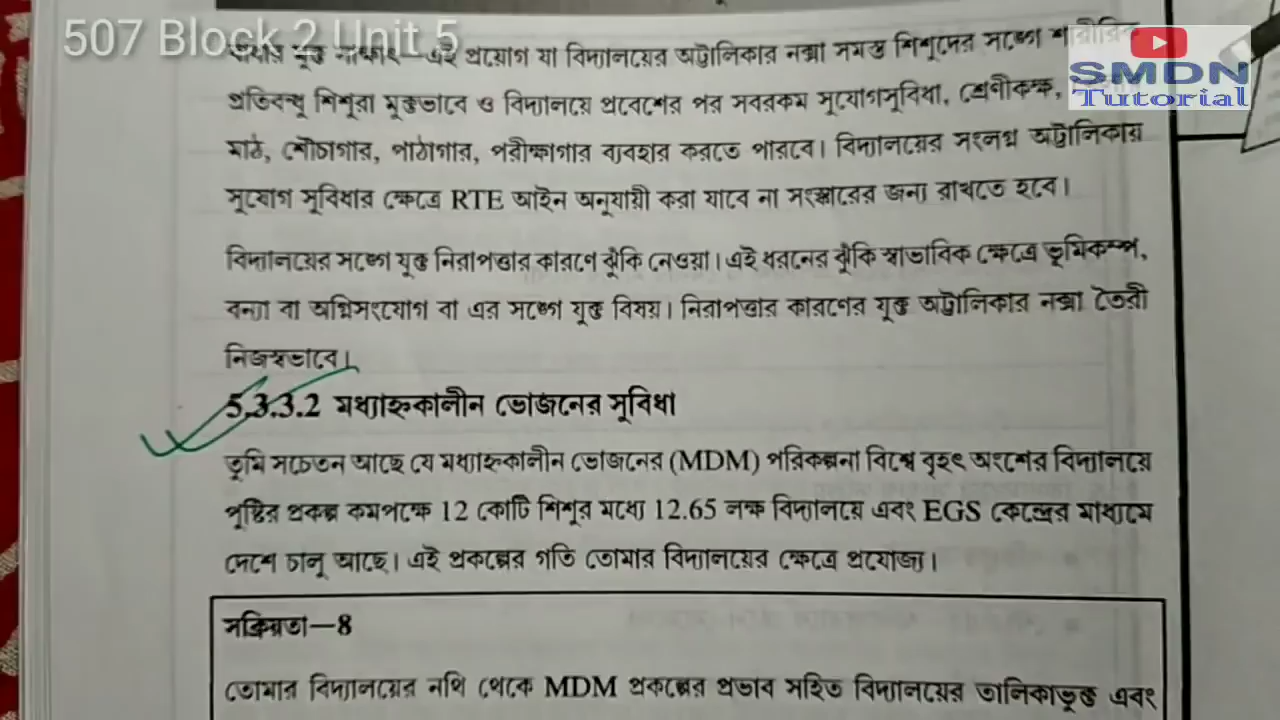 507 Block 2 Unit 5
SMDN
Tutorial
যুক্ত —এই প্রয়োগ যা বিদ্যালয়ের অট্টালিকার নক্সা সমস্ত শিশুদের সঙ্গে শারীরিক
প্রতিবন্ধু শিশুরা মুক্তভাবে ও বিদ্যালয়ে প্রবেশের পর সবরকম সুযোগসুবিধা, শ্রেণীকক্ষ,
মাঠ, শৌচাগার, পাঠাগার, পরীক্ষাগার ব্যবহার করতে পারবে। বিদ্যালয়ের সংলগ্ন অট্টালিকার
সুযোগ সুবিধার ক্ষেত্রে RTE আইন অনুযায়ী করা যাবে না সংস্কারের জন্য রাখতে হবে।
বিদ্যালয়ের সঙ্গে যুক্ত নিরাপত্তার কারণে ঝুঁকি নেওয়া। এই ধরনের ঝুঁকি স্বাভাবিক ক্ষেত্রে ভূমিকম্প,
বন্যা বা অগ্নিসংযোগ বা এর সঙ্গে যুক্ত বিষয়। নিরাপত্তার কারণের যুক্ত অট্টালিকার নক্সা তৈরী
নিজস্বভাবে।
5.3.3.2 মধ্যাহ্নকালীন ভোজনের সুবিধা
তুমি সচেতন আছে যে মধ্যাহ্নকালীন ভোজনের (MDM) পরিকল্পনা বিশ্বে বৃহৎ অংশের বিদ্যালয়ে
পুষ্টির প্রকল্প কমপক্ষে 12 কোটি শিশুর মধ্যে 12.65 লক্ষ বিদ্যালয়ে এবং EGS কেন্দ্রের মাধ্যমে
দেশে চালু আছে। এই প্রকল্পের গতি তোমার বিদ্যালয়ের ক্ষেত্রে প্রযোজ্য।
সক্রিয়তা—8
তোমার বিদ্যালয়ের নথি থেকে MDM প্রকল্পের প্রভাব সহিত বিদ্যালয়ের তালিকাভুক্ত এবং